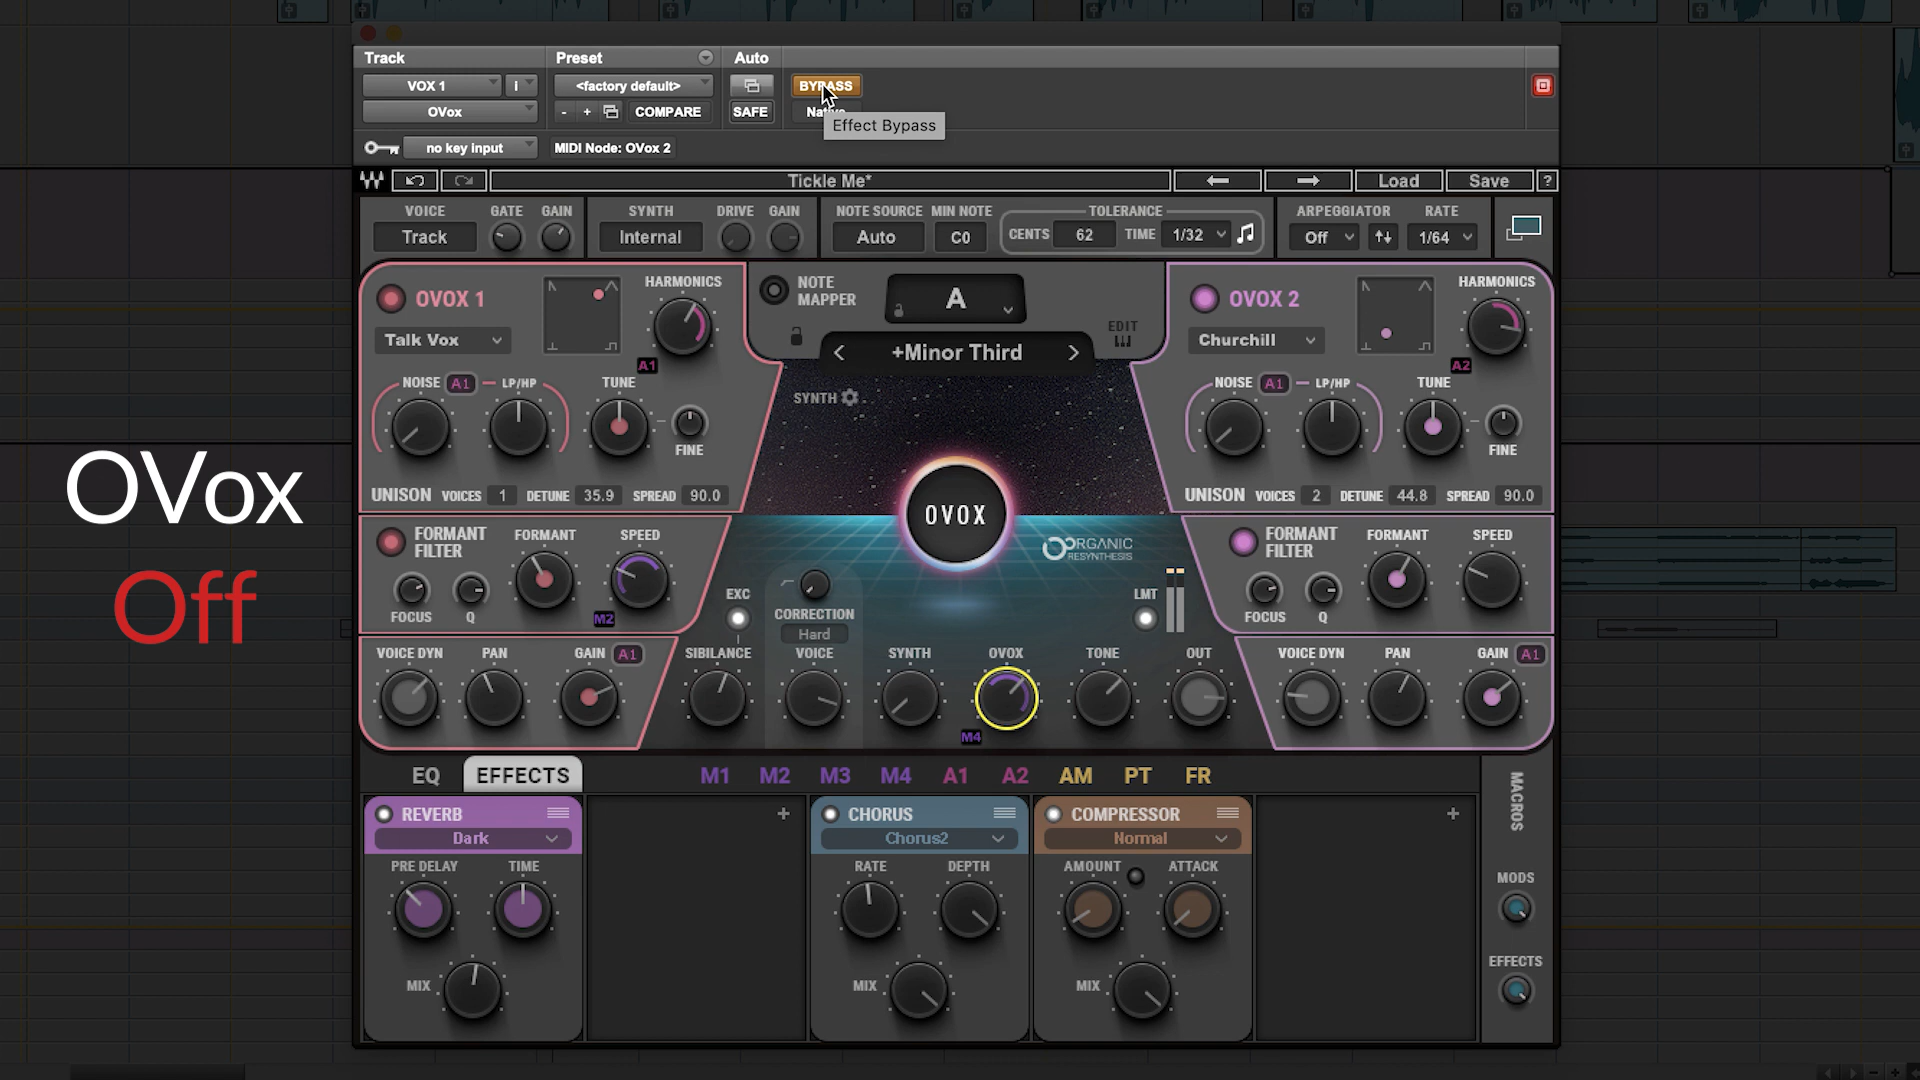 Track
Preset
Auto
VOX 1
i
<factory default>
BYPASS
OVox
- +
COMPARE
SAFE
Effect Bypass
no key input
MIDI Node: OVox 2
Tickle Me*
Load
Save
?
VOICE
GATE
GAIN
SYNTH
DRIVE
GAIN
NOTE SOURCE
MIN NOTE
TOLERANCE
ARPEGGIATOR
RATE
Track
Internal
Auto
C0
CENTS
62
TIME
1/32
Off
1/64
OVOX 1
HARMONICS
Talk Vox
A1
NOISE
A1
LP/HP
TUNE
FINE
UNISON VOICES 1 DETUNE 35.9 SPREAD 90.0
NOTE
MAPPER
A
EDIT
+Minor Third
SYNTH
OVOX
ORGANIC
RESYNTHESIS
OVOX 2
HARMONICS
Churchill
A2
NOISE
A1
LP/HP
TUNE
FINE
UNISON VOICES 2 DETUNE 44.8 SPREAD 90.0
OVox
Off
FORMANT
FILTER
FORMANT
SPEED
FOCUS
Q
M2
EXC
CORRECTION
Hard
LMT
FORMANT
FILTER
FORMANT
SPEED
FOCUS
Q
VOICE DYN
PAN
GAIN
A1
SIBILANCE
VOICE
SYNTH
OVOX
M4
TONE
OUT
VOICE DYN
PAN
GAIN
A1
EQ
EFFECTS
M1
M2
M3
M4
A1
A2
AM
PT
FR
MACROS
REVERB
Dark
PRE DELAY
TIME
MIX
+
CHORUS
Chorus2
RATE
DEPTH
MIX
COMPRESSOR
Normal
AMOUNT
ATTACK
MIX
+
MODS
EFFECTS